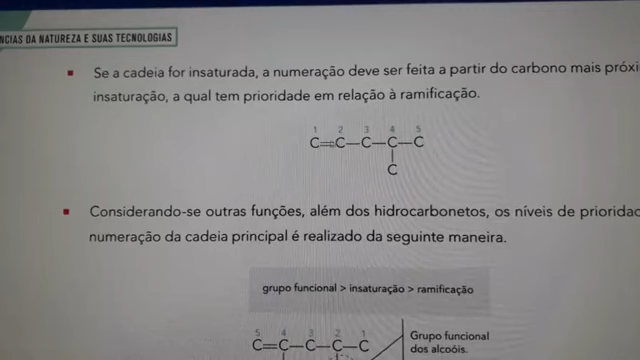 NCIAS DA NATUREZA E SUAS TECNOLOGIAS
Se a cadeia for insaturada, a numeração deve ser feita a partir do carbono mais próxi
insaturação, a qual tem prioridade em relação à ramificação.
1 2 3 4 5
C=C—C—C—C
C
Considerando-se outras funções, além dos hidrocarbonetos, os níveis de priorida
numeração da cadeia principal é realizado da seguinte maneira.
grupo funcional > insaturação > ramificação
5 4 3 2 1
C=C—C—C—C
Grupo funcional
dos alcoóis.